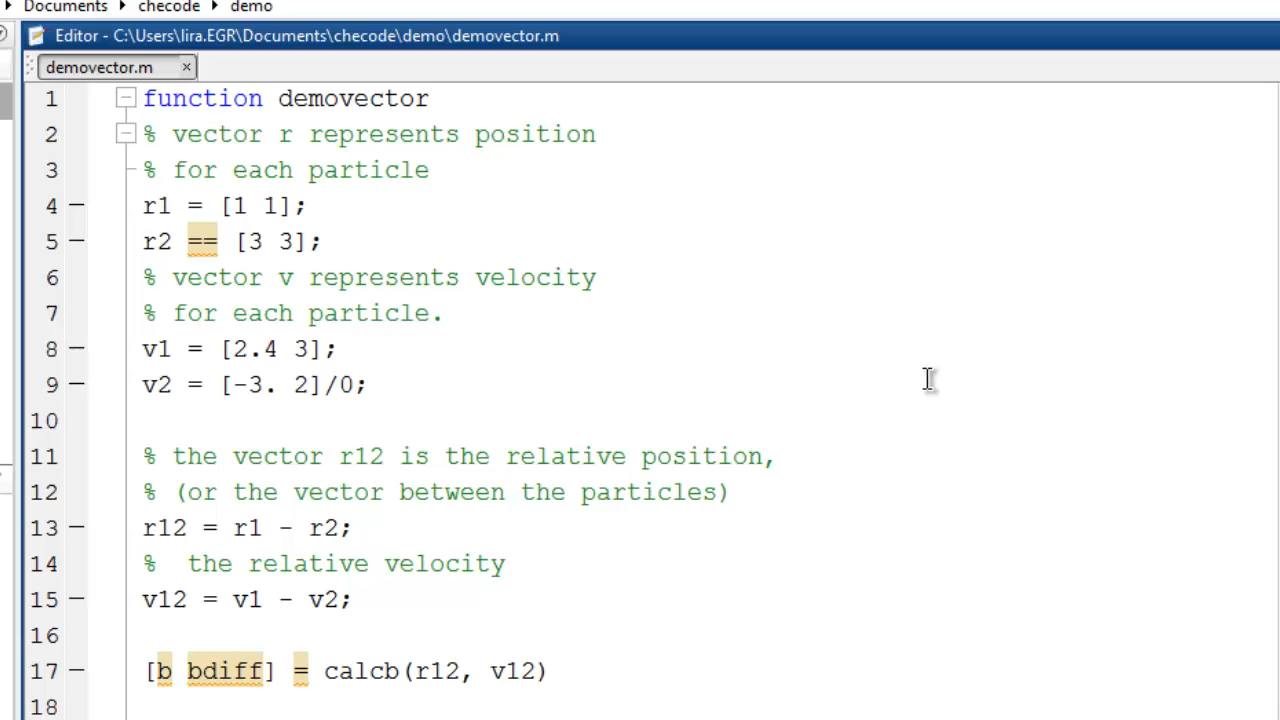 Documents ▸ checode ▸ demo
Editor - C:\Users\lira.EGR\Documents\checode\demo\demovector.m
demovector.m ×
1 function demovector
2 % vector r represents position
3 % for each particle
4 – r1 = [1 1];
5 – r2 == [3 3];
6 % vector v represents velocity
7 % for each particle.
8 – v1 = [2.4 3];
9 – v2 = [-3. 2]/0;
10
11 % the vector r12 is the relative position,
12 % (or the vector between the particles)
13 – r12 = r1 - r2;
14 %  the relative velocity
15 – v12 = v1 - v2;
16
17 – [b bdiff] = calcb(r12, v12)
18